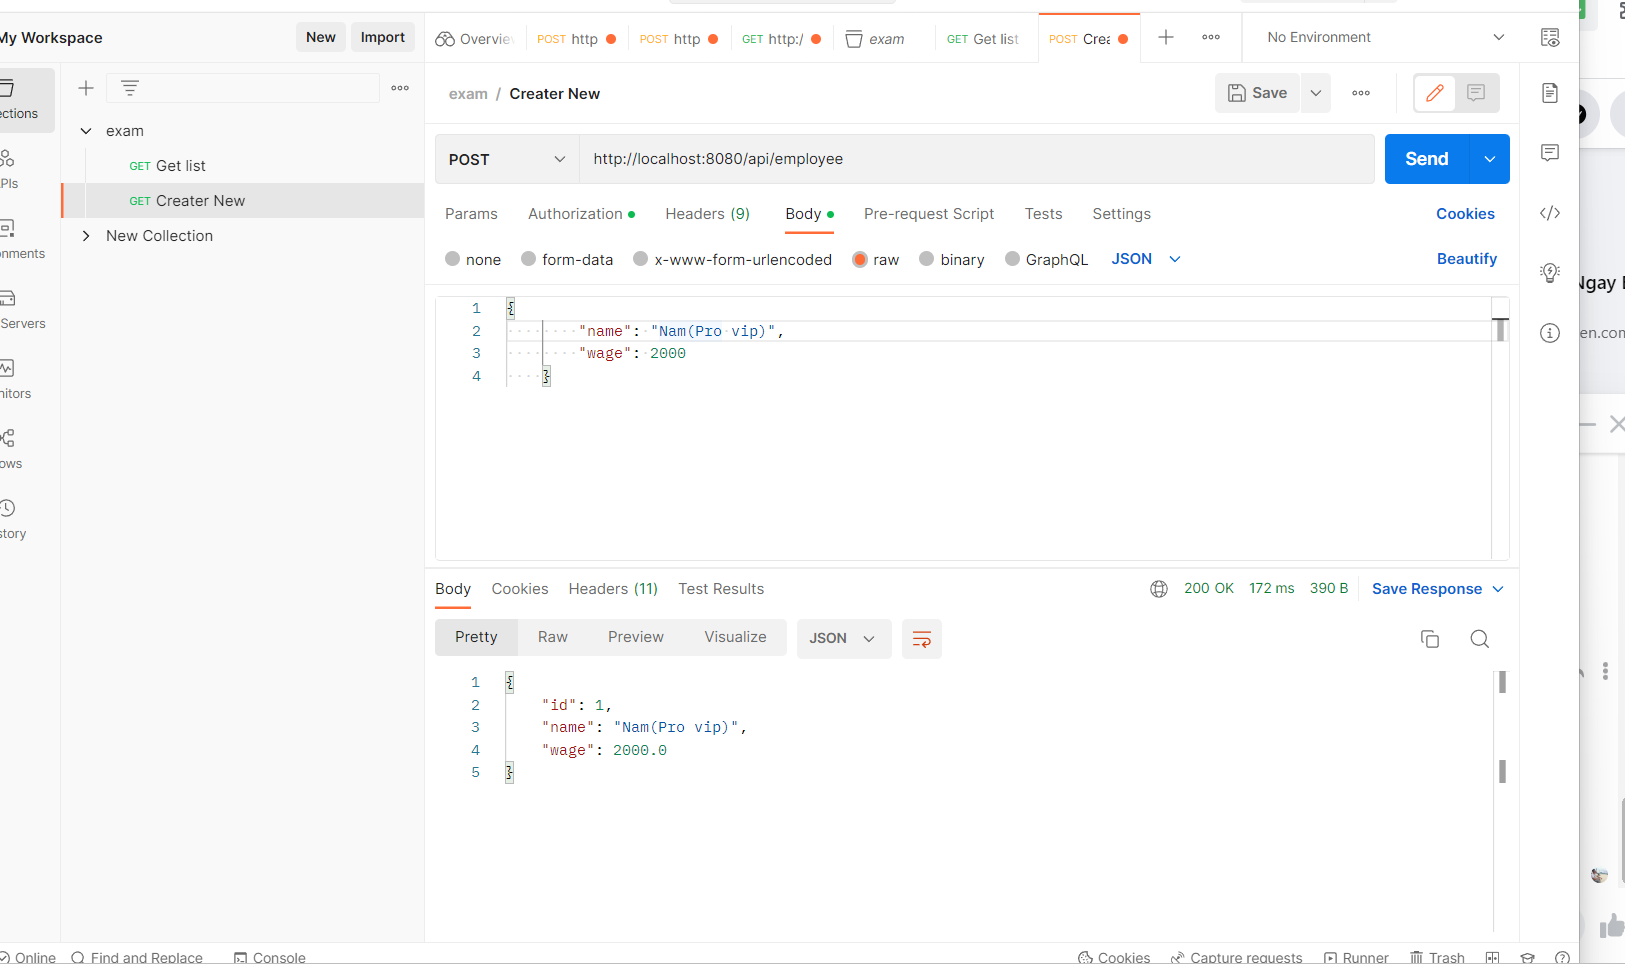 My Workspace
New
Import
Overvie
POST http
POST http
GET http:/
exam
GET Get list
POST Crea
No Environment
ctions
exam
GET Get list
GET Creater New
New Collection
PIs
nments
Servers
nitors
ows
story
exam / Creater New
Save
POST
http://localhost:8080/api/employee
Send
Params
Authorization
Headers (9)
Body
Pre-request Script
Tests
Settings
Cookies
none
form-data
x-www-form-urlencoded
raw
binary
GraphQL
JSON
Beautify
1 {
2 "name": "Nam(Pro vip)",
3 "wage": 2000
4 }
Body
Cookies
Headers (11)
Test Results
200 OK
172 ms
390 B
Save Response
Pretty
Raw
Preview
Visualize
JSON
1 {
2 "id": 1,
3 "name": "Nam(Pro vip)",
4 "wage": 2000.0
5 }
Ngay
en.com
Online
Find and Replace
Console
Cookies
Capture requests
Runner
Trash